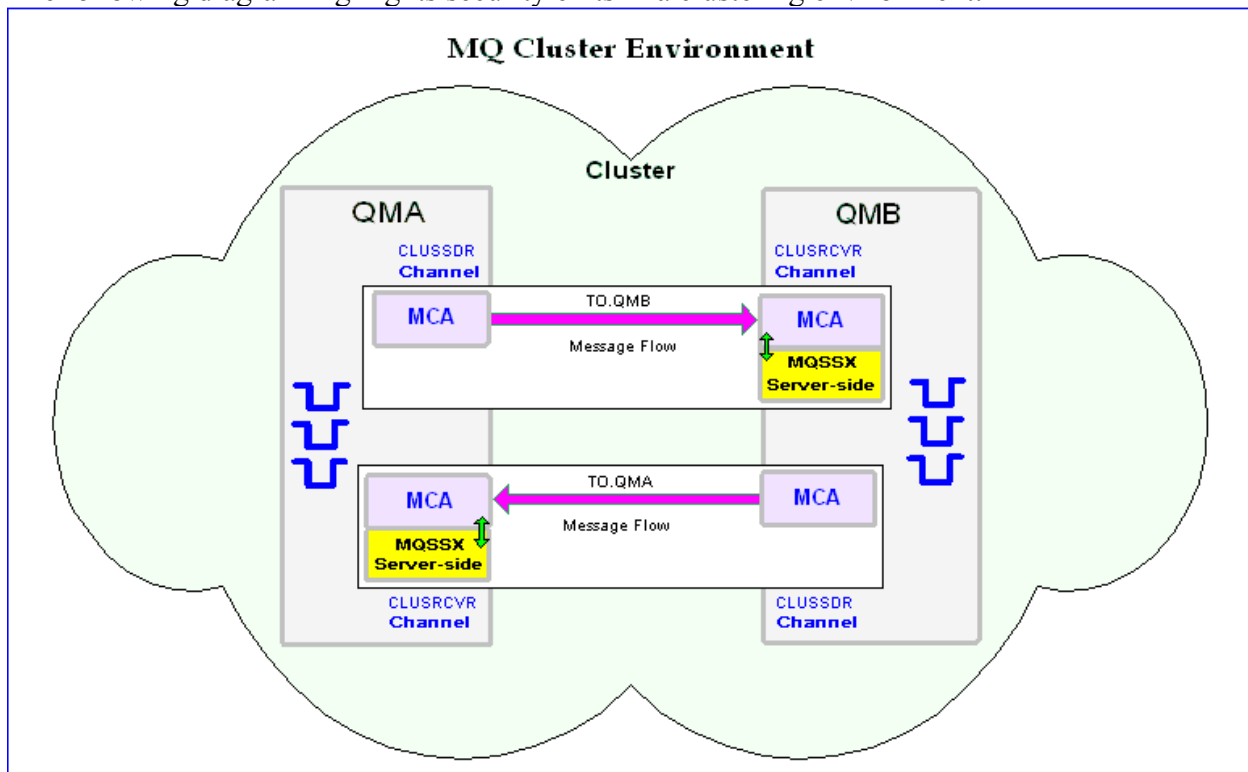 MQ Cluster Environment
Cluster
QMA
QMB
CLUSSDR
Channel
CLUSRCVR
Channel
TO.QMB
MCA
MCA
Message Flow
MQSSX
Server-side
TO.QMA
MCA
MCA
Message Flow
MQSSX
Server-side
CLUSRCVR
Channel
CLUSSDR
Channel